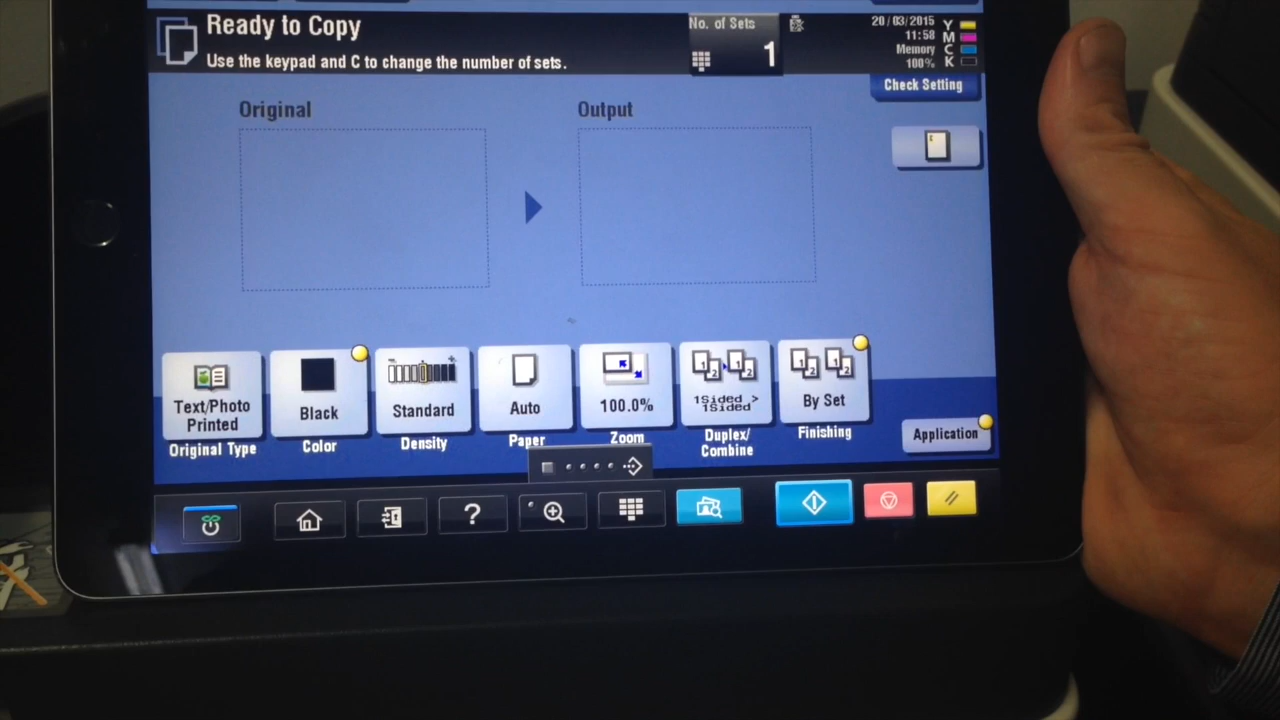 Ready to Copy
Use the keypad and C to change the number of sets.
No. of Sets
1
20/03/2015
11:58
Memory
100%
Y
M
C
K
Check Setting
Original
Output
Text/Photo
Printed
Original Type
Black
Color
Standard
Density
Auto
Paper
100.0%
Zoom
1Sided >
1Sided
Duplex/
Combine
By Set
Finishing
Application
?